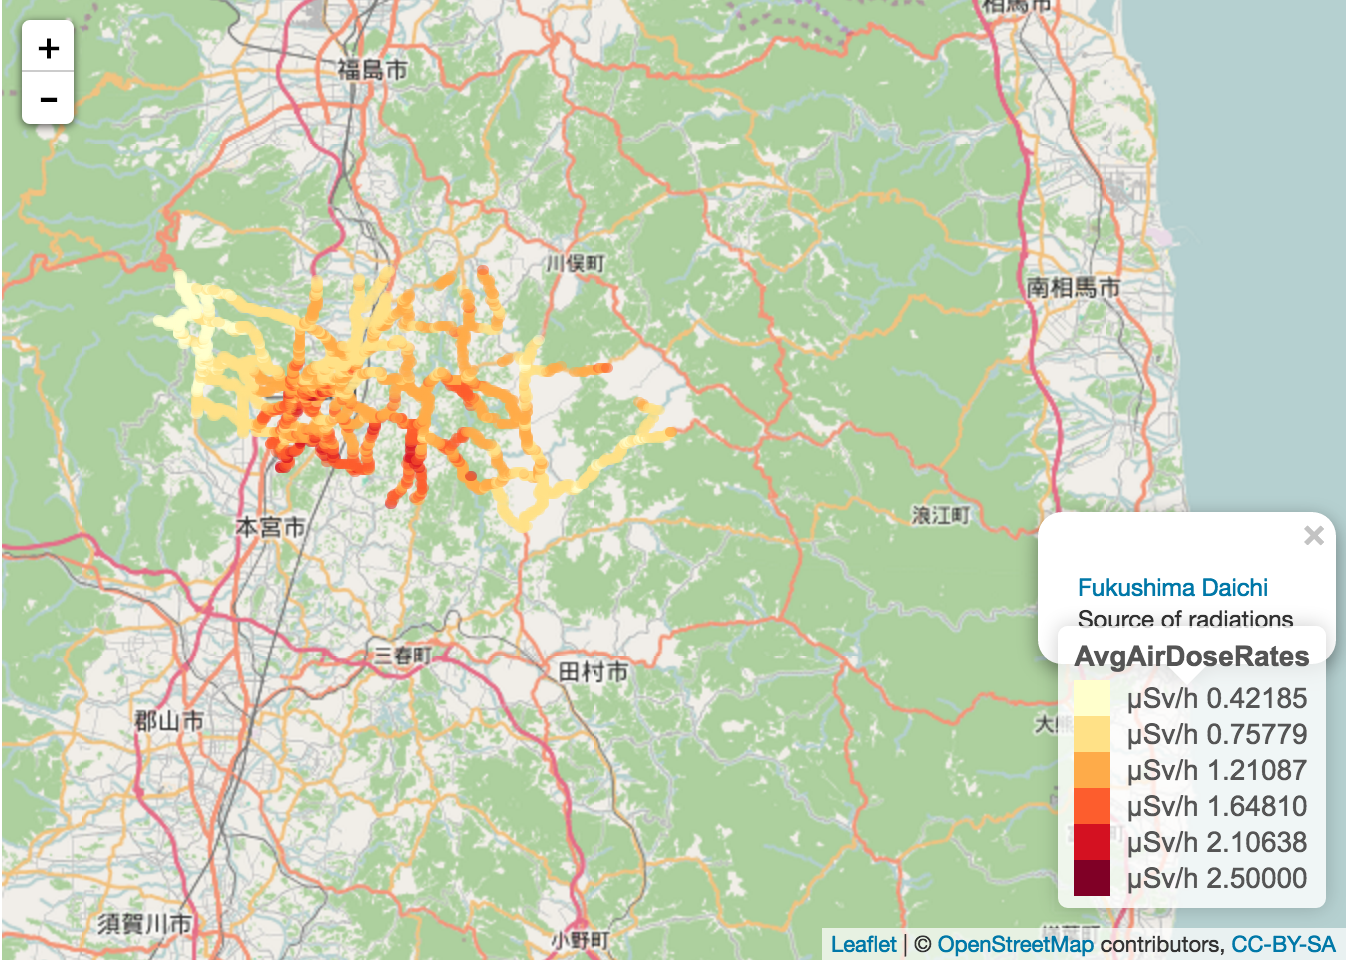 +
−
相馬市
福島市
川俣町
南相馬市
浪江町
本宮市
三春町
田村市
郡山市
須賀川市
小野町
×
Fukushima Daichi
Source of radiations
AvgAirDoseRates
μSv/h 0.42185
μSv/h 0.75779
μSv/h 1.21087
μSv/h 1.64810
μSv/h 2.10638
μSv/h 2.50000
Leaflet | © OpenStreetMap contributors, CC-BY-SA